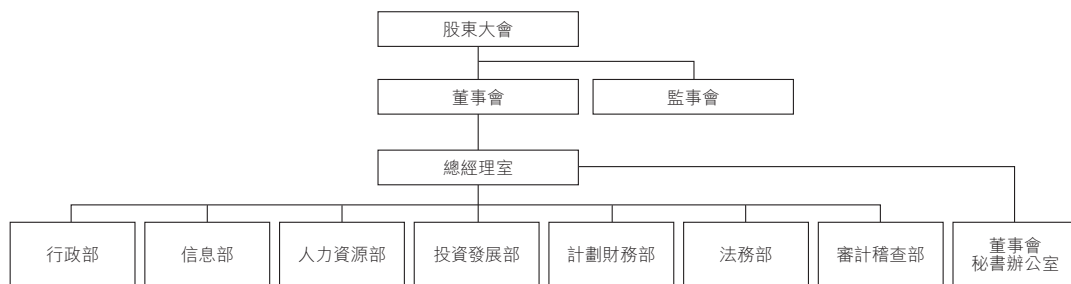 股東大會
董事會
監事會
總經理室
行政部
信息部
人力資源部
投資發展部
計劃財務部
法務部
審計稽查部
董事會
秘書辦公室